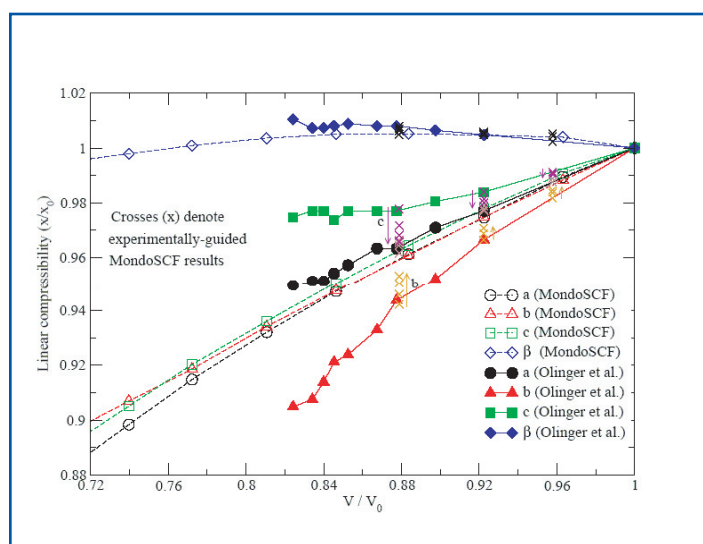 1.02
1
0.98
0.96
0.94
0.92
0.9
0.88
Linear compressibility (x/x0)
Crosses (x) denote
experimentally-guided
MondoSCF results
c
b
a (MondoSCF)
b (MondoSCF)
c (MondoSCF)
β (MondoSCF)
a (Olinger et al.)
b (Olinger et al.)
c (Olinger et al.)
β (Olinger et al.)
0.72 0.76 0.8 0.84 0.88 0.92 0.96 1
V / V0